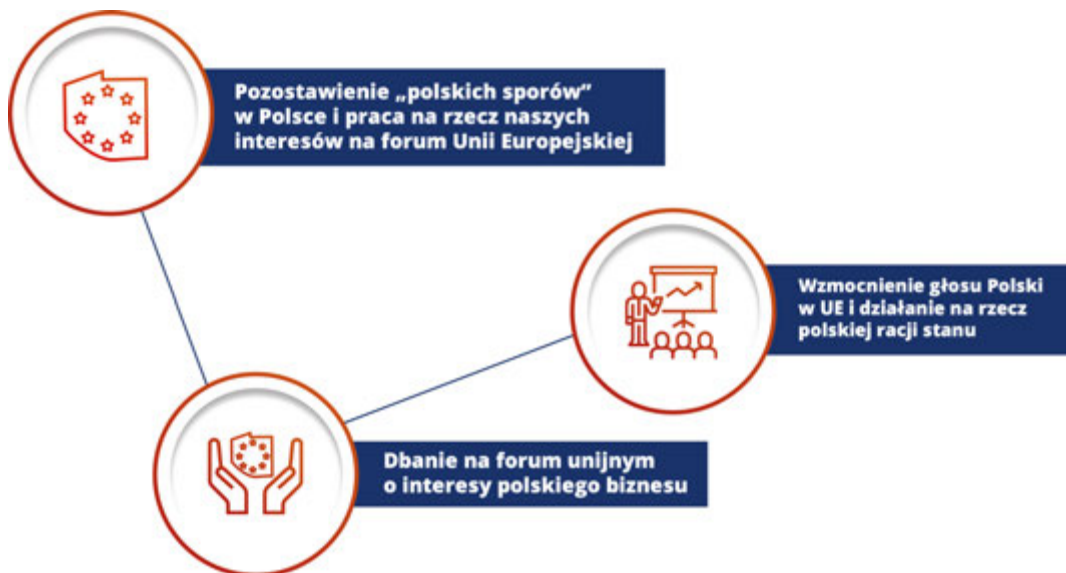 Pozostawienie „polskich sporów”
w Polsce i praca na rzecz naszych
interesów na forum Unii Europejskiej
Wzmocnienie głosu Polski
w UE i działanie na rzecz
polskiej racji stanu
Dbanie na forum unijnym
o interesy polskiego biznesu